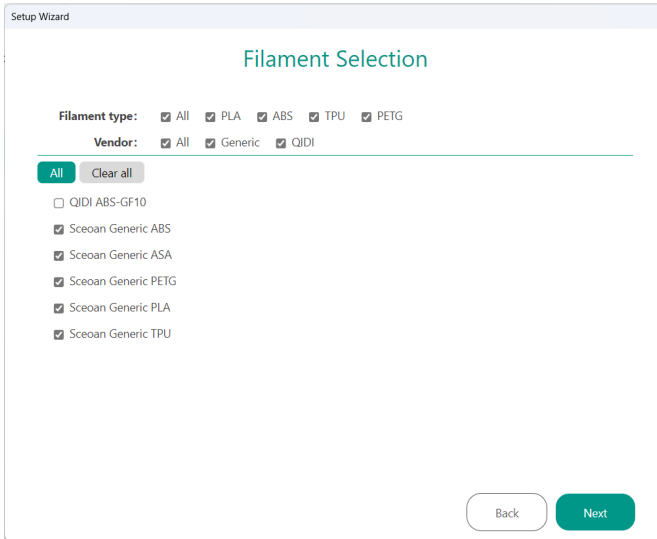 Setup Wizard
Filament Selection
Filament type: All PLA ABS TPU PETG
Vendor: All Generic QIDI
All Clear all
QIDI ABS-GF10
Sceoan Generic ABS
Sceoan Generic ASA
Sceoan Generic PETG
Sceoan Generic PLA
Sceoan Generic TPU
Back Next